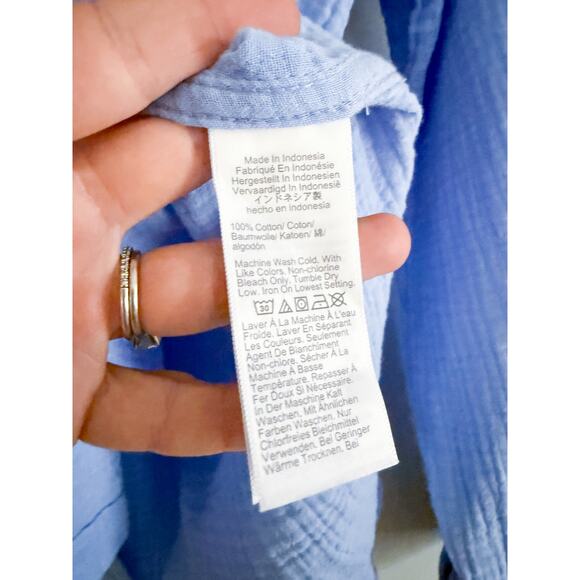 Made In Indonesia
Fabriqué En Indonésie
Hergestellt In Indonesien
Vervaardigd In Indonesië
インドネシア製
hecho en Indonesia
100% Cotton/ Coton/
Baumwolle/ Katoen/ 綿/
algodón
Machine Wash Cold. With
Like Colors. Non-chlorine
Bleach Only. Tumble Dry
Low. Iron On Lowest Setting.
30
Laver À La Machine À L'eau
Froide. Laver En Séparant
Les Couleurs. Seulement
Agent De Blanchiment
Non-chlore. Sécher À La
Machine À Basse
Température. Repasser À
Fer Doux Si Nécessaire.
In Der Maschine Kalt
Waschen. Mit Ähnlichen
Farben Waschen. Nur
Chlorfreies Bleichmittel
Verwenden. Bei Geringer
Wärme Trocknen. Bei